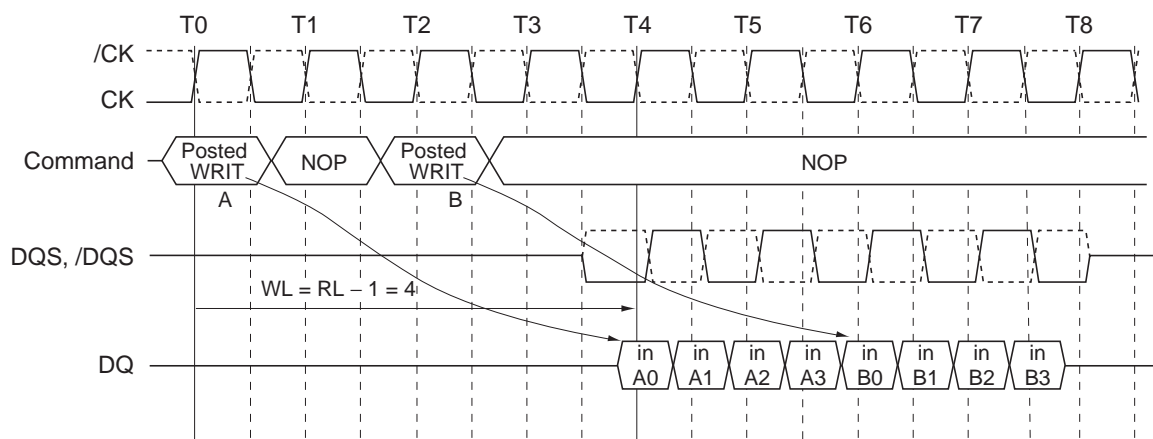 T0 T1 T2 T3 T4 T5 T6 T7 T8
/CK
CK
Command
Posted
WRIT
NOP
Posted
WRIT
NOP
A
B
DQS, /DQS
WL = RL − 1 = 4
DQ
in
A0
in
A1
in
A2
in
A3
in
B0
in
B1
in
B2
in
B3